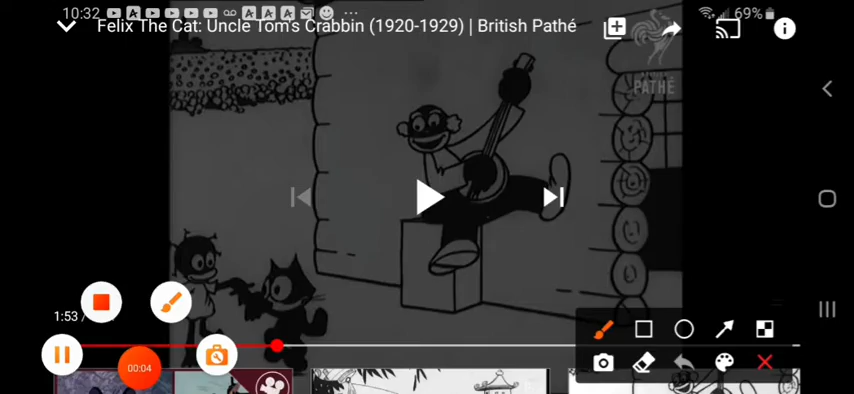 10:32
69%
Felix The Cat: Uncle Tom's Crabbin (1920-1929) | British Pathé
PATHÉ
1:53 /
00:04